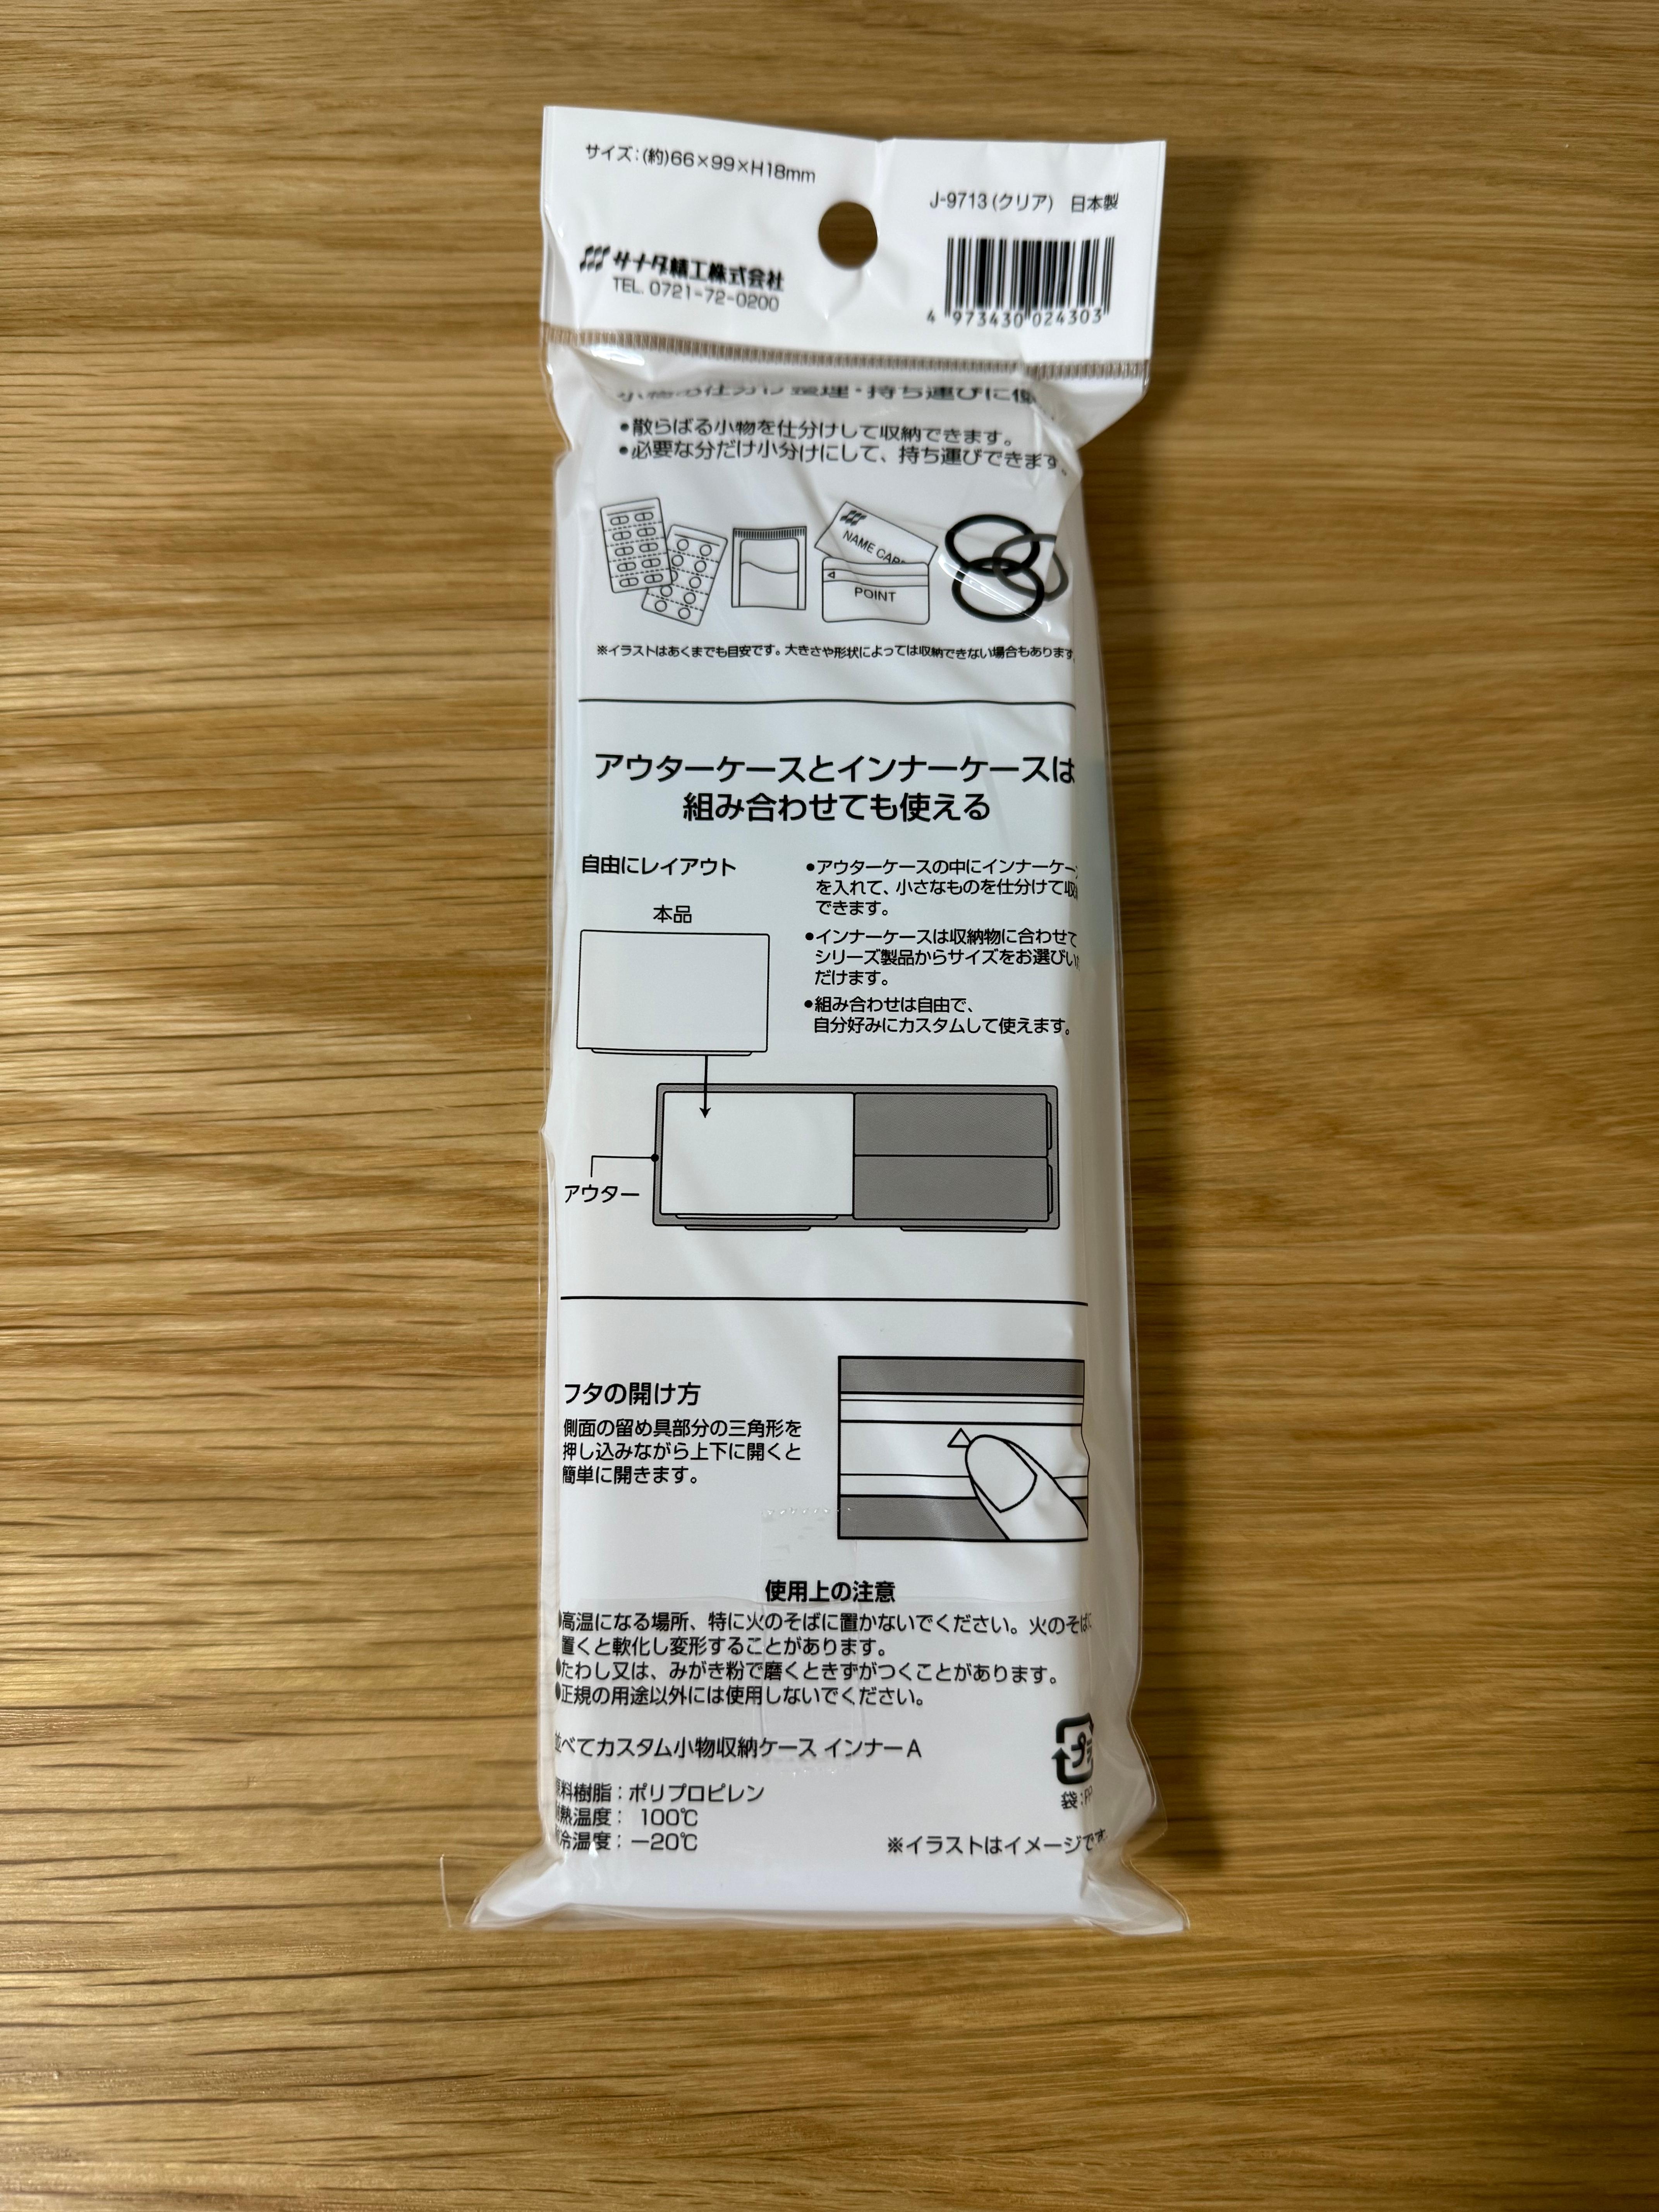 サイズ:(約)66×99×H18mm
J-9713(クリア) 日本製
サナダ精工株式会社
TEL. 0721-72-0200
4 973430 024303
小物の仕分け整理・持ち運びに
●散らばる小物を仕分けして収納できます。
●必要な分だけ小分けにして、持ち運びできます。
NAME CAR
POINT
※イラストはあくまでも目安です。大きさや形状によっては収納できない場合もあります
アウターケースとインナーケースは
組み合わせても使える
自由にレイアウト
本品
●アウターケースの中にインナーケー
を入れて、小さなものを仕分けて収
できます。
●インナーケースは収納物に合わせて
シリーズ製品からサイズをお選びい
だけます。
●組み合わせは自由で、
自分好みにカスタムして使えます。
アウター
フタの開け方
側面の留め具部分の三角形を
押し込みながら上下に開くと
簡単に開きます。
使用上の注意
●高温になる場所、特に火のそばに置かないでください。火のそばに
置くと軟化し変形することがあります。
●たわし又は、みがき粉で磨くときずがつくことがあります。
●正規の用途以外には使用しないでください。
並べてカスタム小物収納ケース インナーA
原料樹脂:ポリプロピレン
耐熱温度: 100℃
耐冷温度:−20℃
プラ
袋:P
※イラストはイメージです